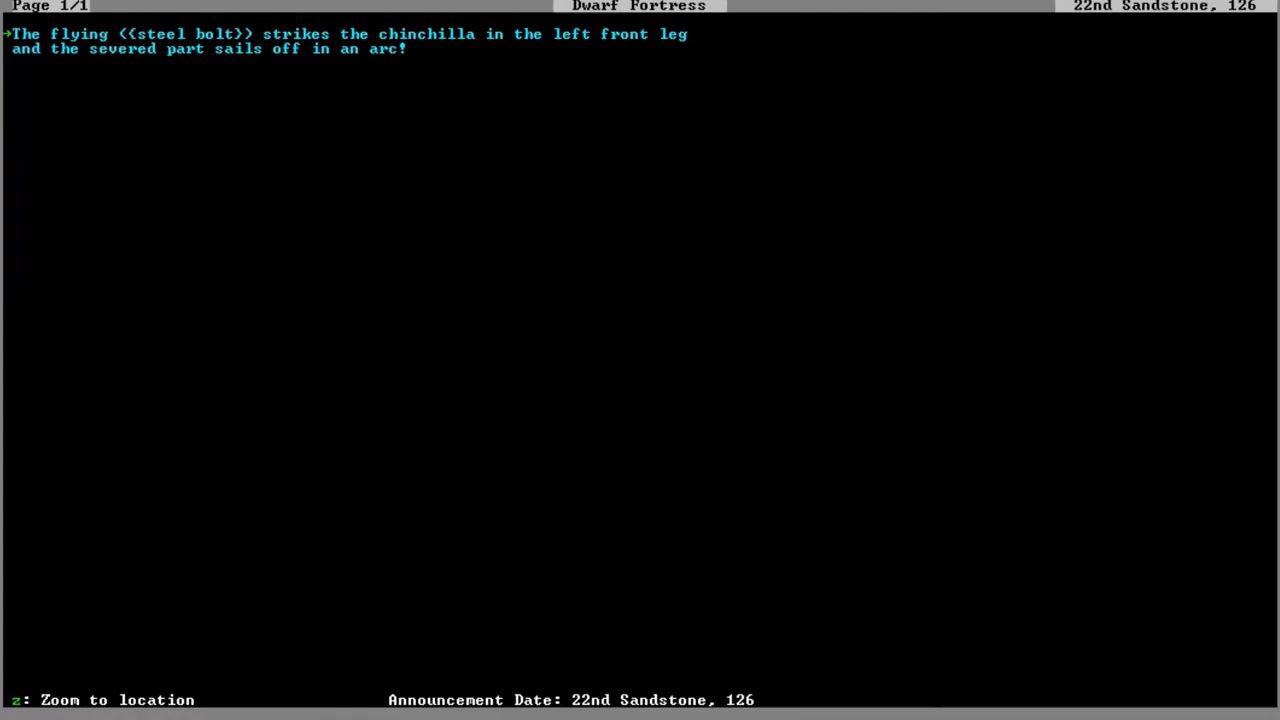 Page 1/1 Dwarf Fortress 22nd Sandstone, 126
→The flying ({steel bolt}) strikes the chinchilla in the left front leg
and the severed part sails off in an arc!
z: Zoom to location Announcement Date: 22nd Sandstone, 126